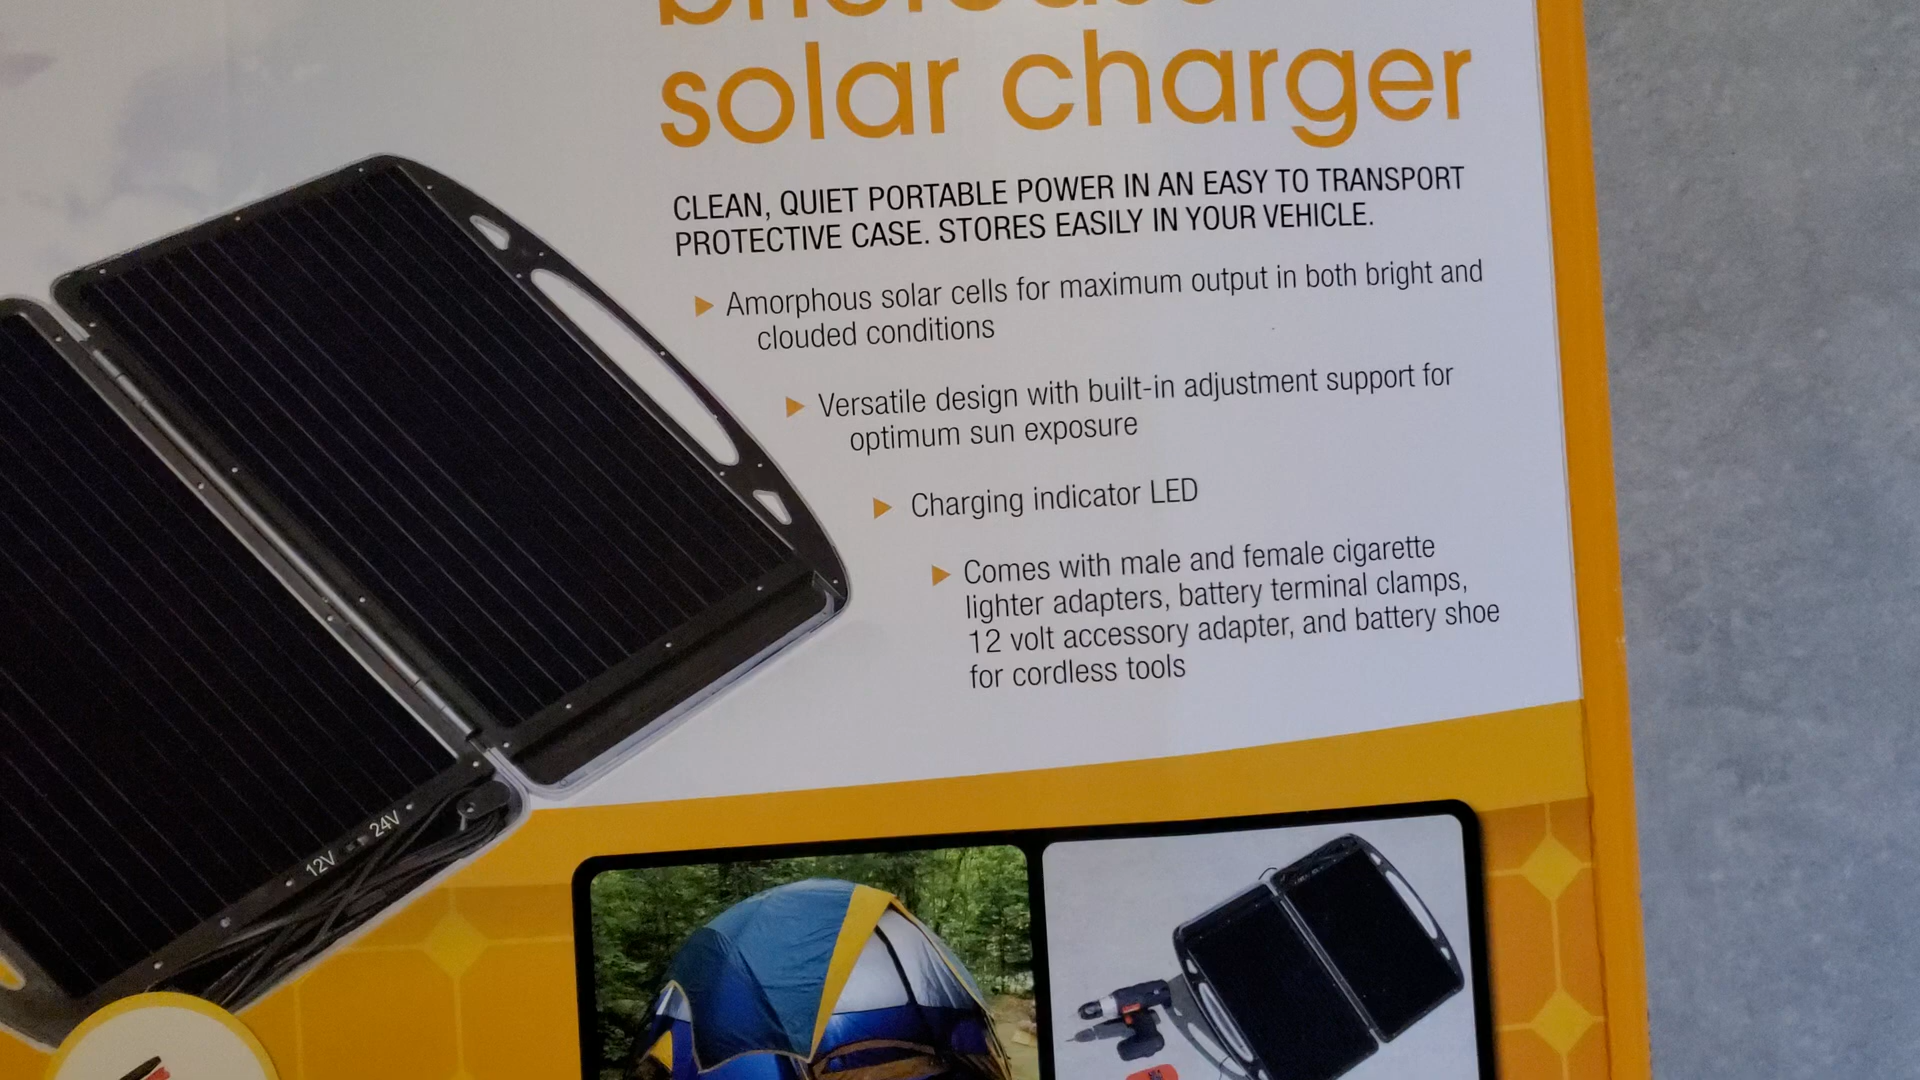 briefcase
solar charger
CLEAN, QUIET PORTABLE POWER IN AN EASY TO TRANSPORT
PROTECTIVE CASE. STORES EASILY IN YOUR VEHICLE.
Amorphous solar cells for maximum output in both bright and
clouded conditions
Versatile design with built-in adjustment support for
optimum sun exposure
Charging indicator LED
Comes with male and female cigarette
lighter adapters, battery terminal clamps,
12 volt accessory adapter, and battery shoe
for cordless tools
12V 24V